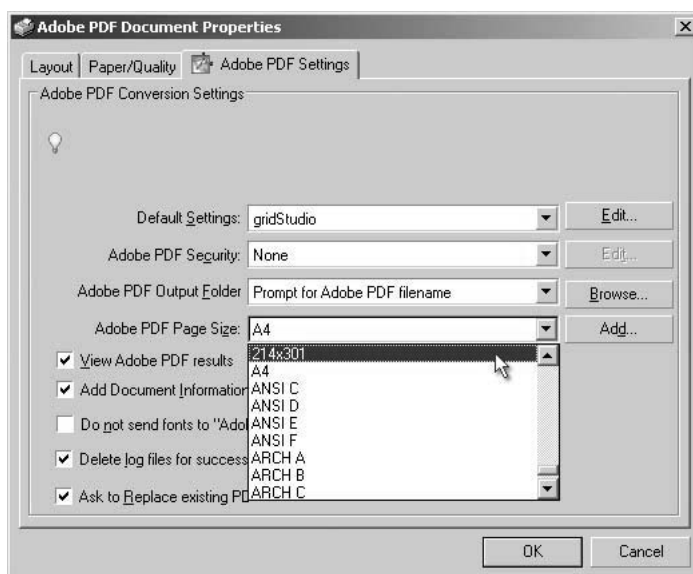 Adobe PDF Document Properties
Layout Paper/Quality Adobe PDF Settings
Adobe PDF Conversion Settings
Default Settings: gridStudio Edit...
Adobe PDF Security: None Edit...
Adobe PDF Output Folder Prompt for Adobe PDF filename Browse...
Adobe PDF Page Size: A4 Add...
View Adobe PDF results
214x301
A4
Add Document Information
ANSI C
ANSI D
Do not send fonts to "Ado
ANSI E
ANSI F
Delete log files for success
ARCH A
ARCH B
Ask to Replace existing PD
ARCH C
OK Cancel